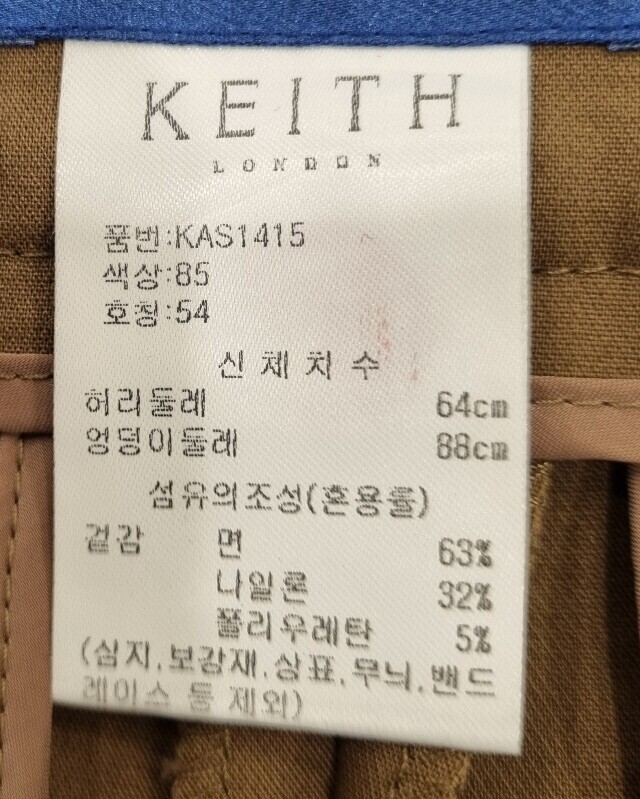 KEITH
LONDON
품번:KAS1415
색상:85
호칭:54
신체치수
허리둘레 64cm
엉덩이둘레 88cm
섬유의조성(혼용률)
겉감 면 63%
나일론 32%
폴리우레탄 5%
(심지.보강재.상표.무늬.밴드
레이스 등 제외)